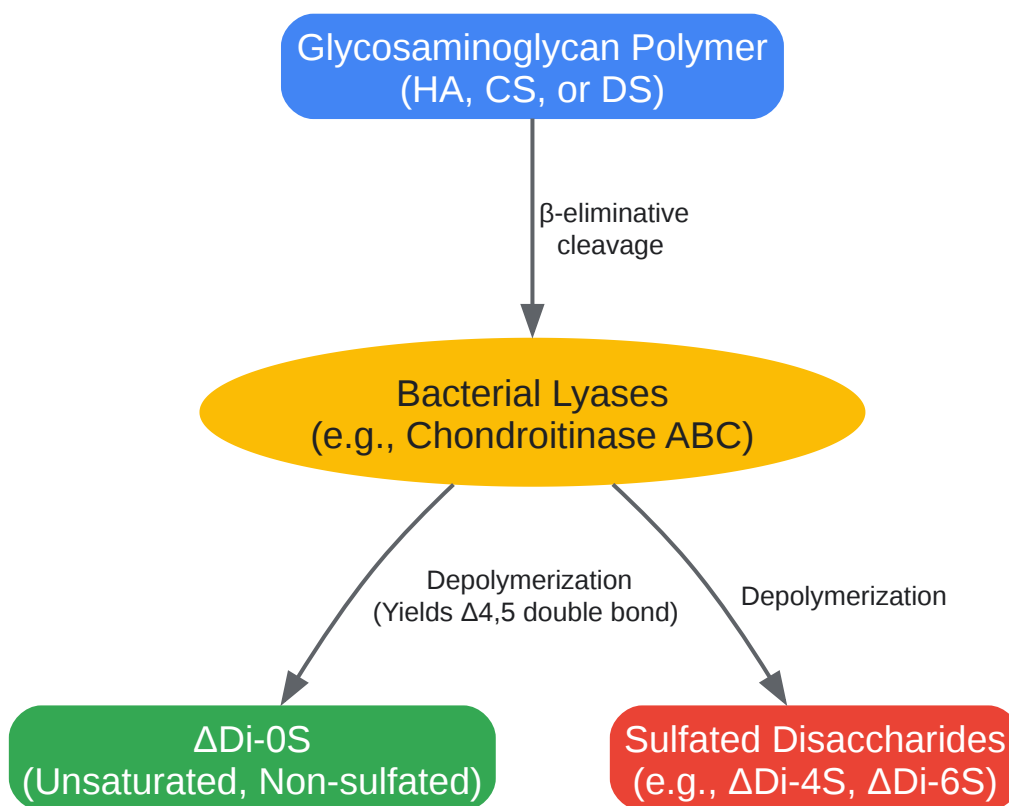 Glycosaminoglycan Polymer
(HA, CS, or DS)
β-eliminative
cleavage
Bacterial Lyases
(e.g., Chondroitinase ABC)
Depolymerization
(Yields Δ4,5 double bond)
Depolymerization
ΔDi-0S
(Unsaturated, Non-sulfated)
Sulfated Disaccharides
(e.g., ΔDi-4S, ΔDi-6S)